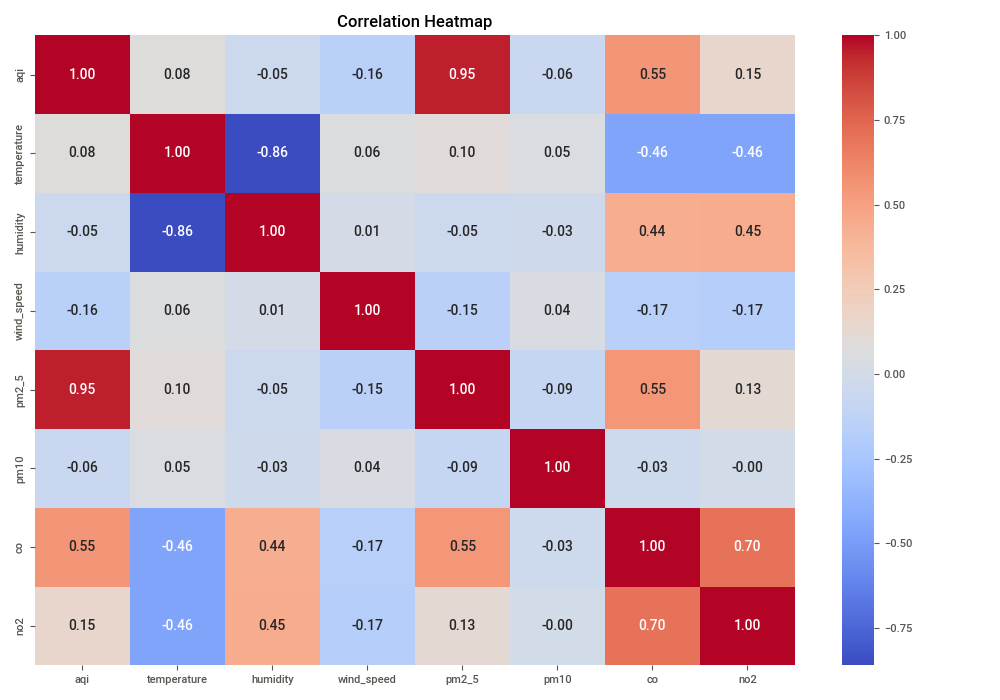 Correlation Heatmap
aqi 1.00 0.08 -0.05 -0.16 0.95 -0.06 0.55 0.15
temperature 0.08 1.00 -0.86 0.06 0.10 0.05 -0.46 -0.46
humidity -0.05 -0.86 1.00 0.01 -0.05 -0.03 0.44 0.45
wind_speed -0.16 0.06 0.01 1.00 -0.15 0.04 -0.17 -0.17
pm2_5 0.95 0.10 -0.05 -0.15 1.00 -0.09 0.55 0.13
pm10 -0.06 0.05 -0.03 0.04 -0.09 1.00 -0.03 -0.00
co 0.55 -0.46 0.44 -0.17 0.55 -0.03 1.00 0.70
no2 0.15 -0.46 0.45 -0.17 0.13 -0.00 0.70 1.00
aqi temperature humidity wind_speed pm2_5 pm10 co no2
1.00
0.75
0.50
0.25
0.00
−0.25
−0.50
−0.75